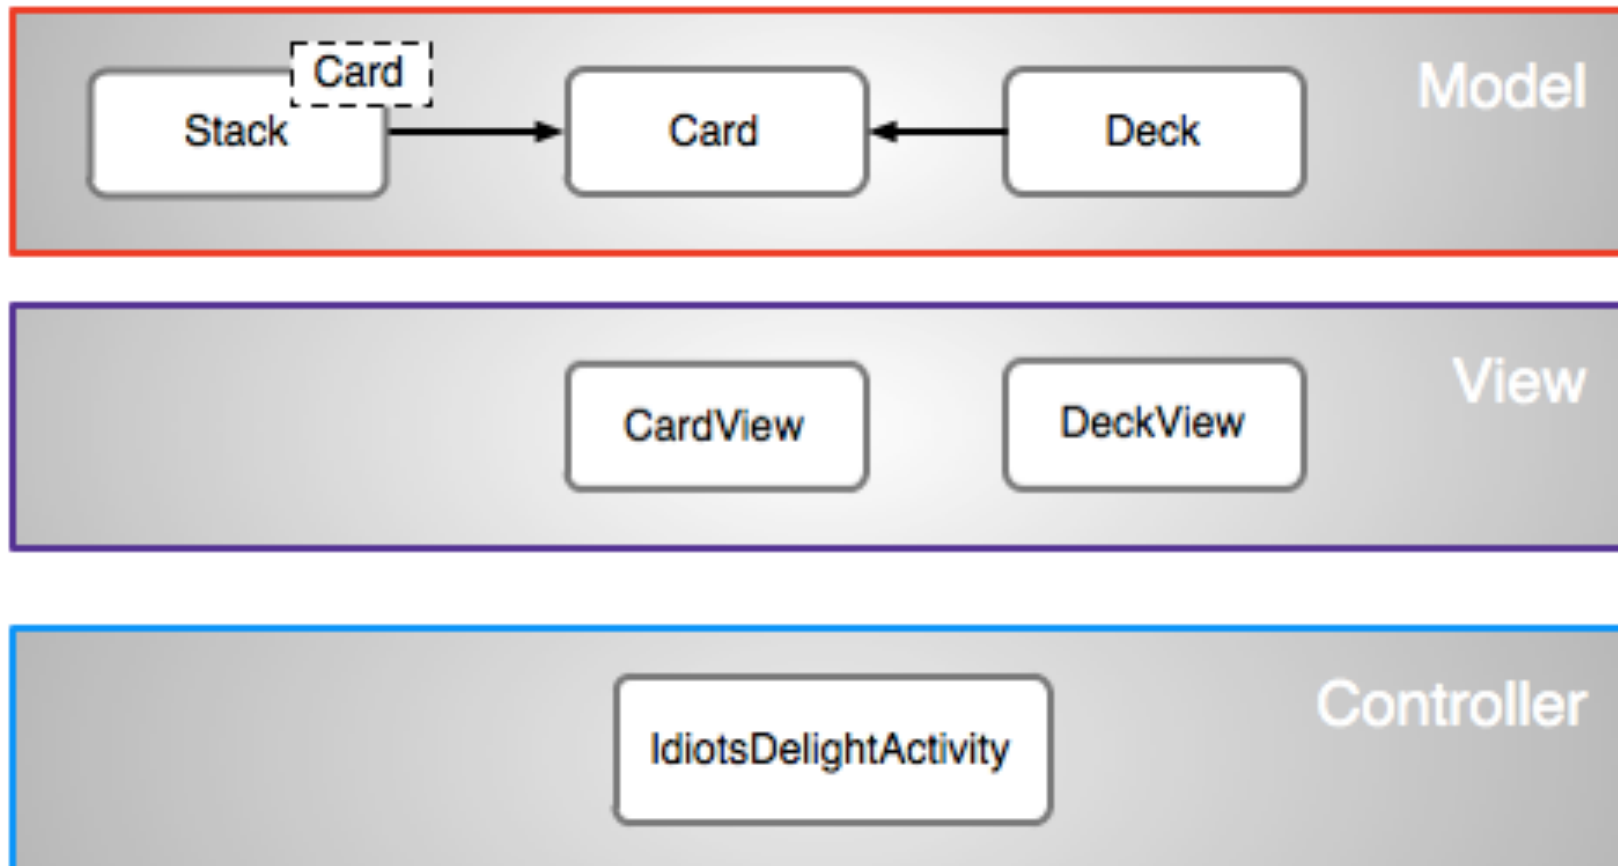 Model
Card
Stack
Card
Deck
View
CardView
DeckView
Controller
IdiotsDelightActivity